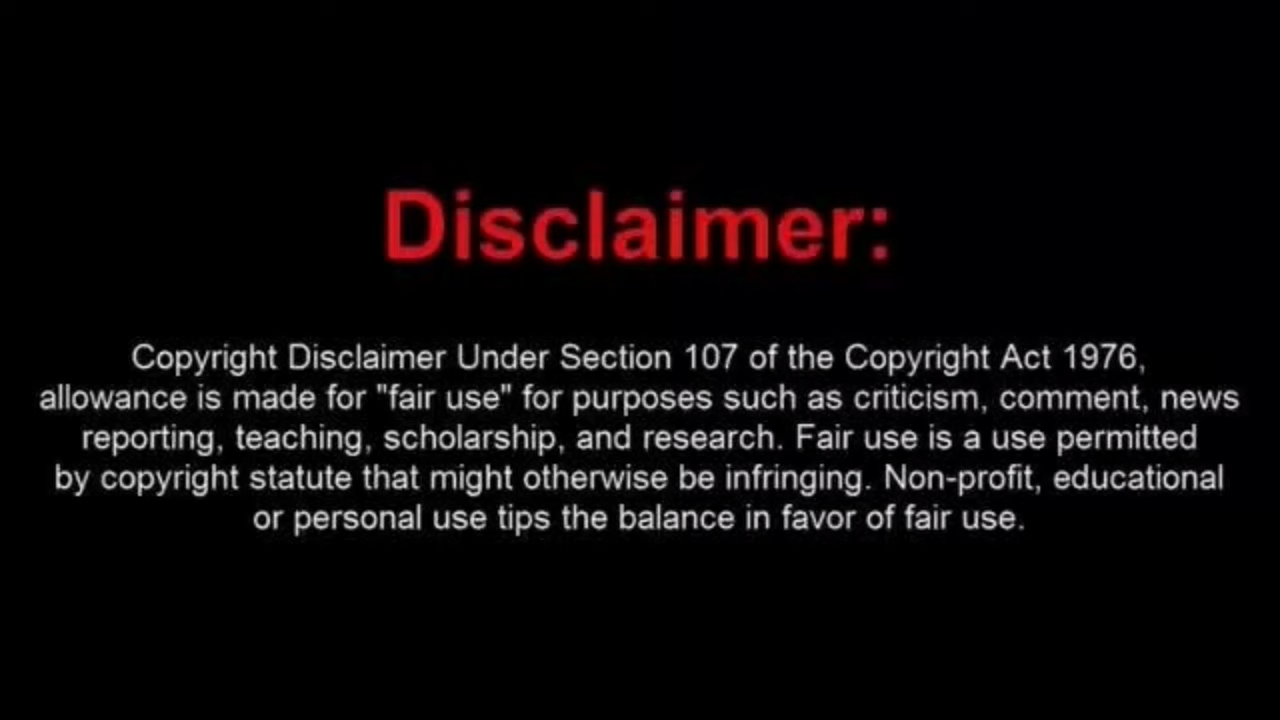 Disclaimer:
Copyright Disclaimer Under Section 107 of the Copyright Act 1976,
allowance is made for "fair use" for purposes such as criticism, comment, news
reporting, teaching, scholarship, and research. Fair use is a use permitted
by copyright statute that might otherwise be infringing. Non-profit, educational
or personal use tips the balance in favor of fair use.